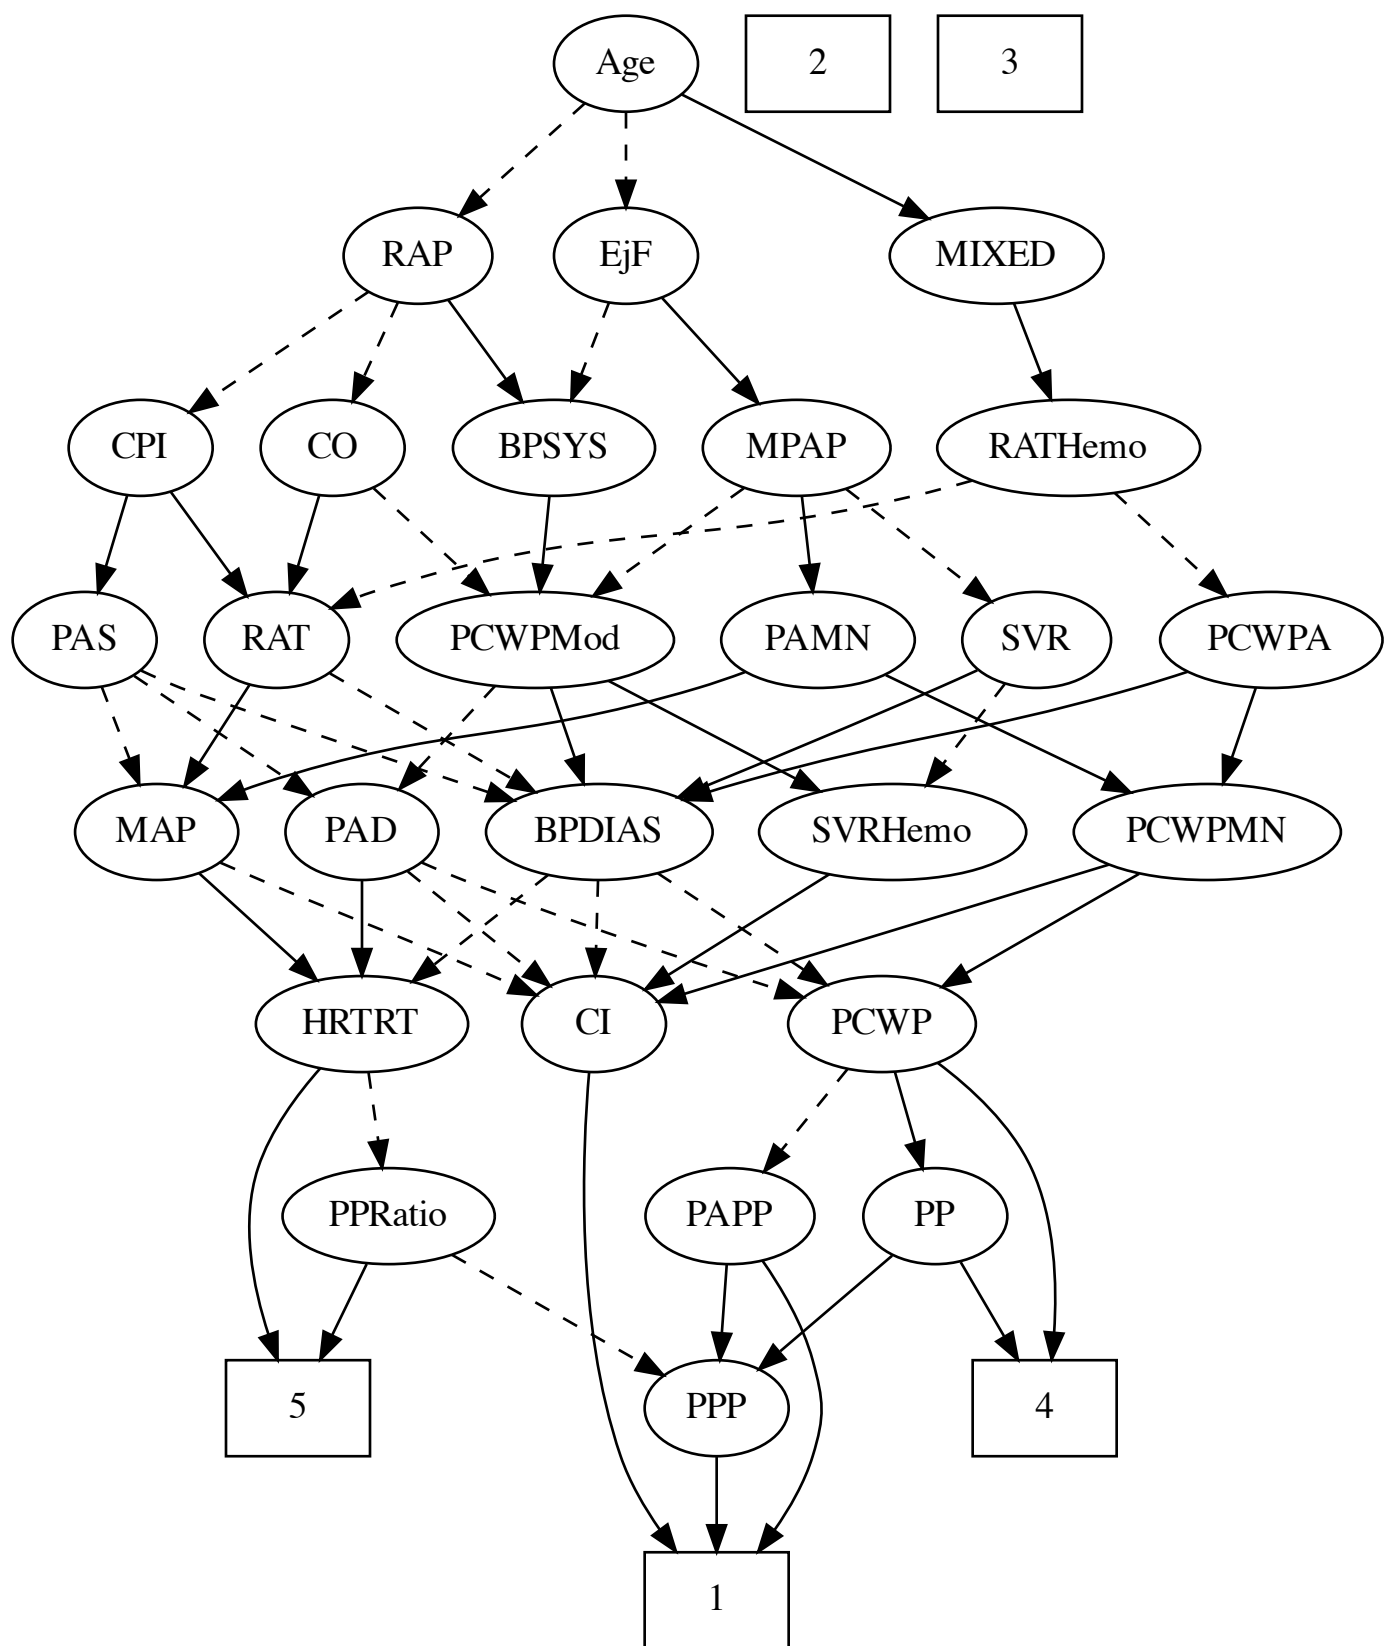 Age 2 3
RAP EjF MIXED
CPI CO BPSYS MPAP RATHemo
PAS RAT PCWPMod PAMN SVR PCWPA
MAP PAD BPDIAS SVRHemo PCWPMN
HRTRT CI PCWP
PPRatio PAPP PP
5 PPP 4
1